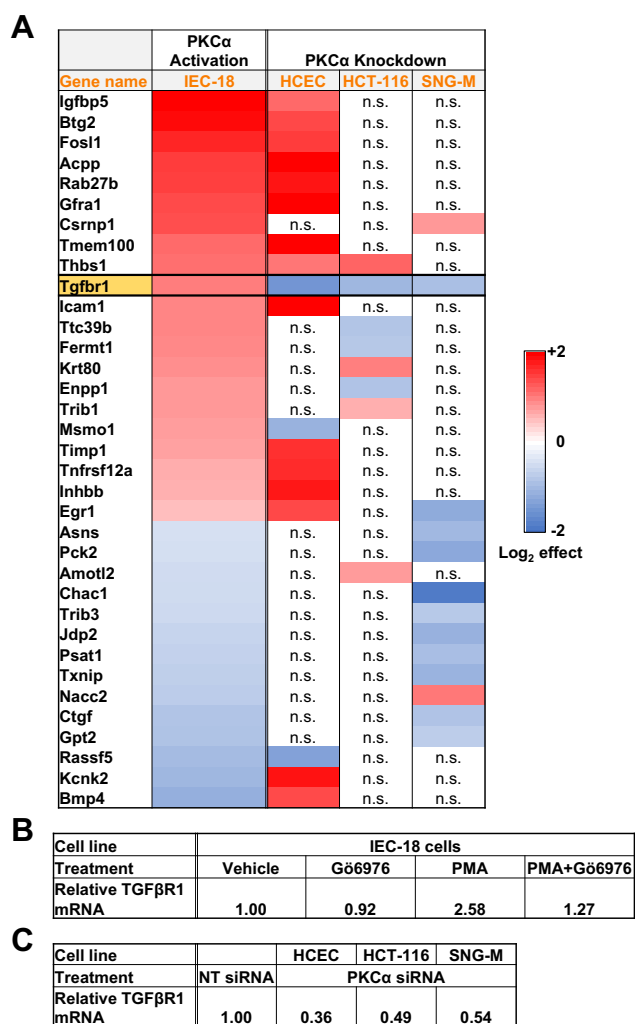 A
PKCα Activation PKCα Knockdown
Gene name IEC-18 HCEC HCT-116 SNG-M
Igfbp5 n.s. n.s.
Btg2 n.s. n.s.
Fosl1 n.s. n.s.
Acpp n.s. n.s.
Rab27b n.s. n.s.
Gfra1 n.s. n.s.
Csrnp1 n.s. n.s.
Tmem100 n.s. n.s.
Thbs1 n.s.
Tgfbr1
Icam1 n.s. n.s.
Ttc39b n.s. n.s.
Fermt1 n.s. n.s.
Krt80 n.s. n.s.
Enpp1 n.s. n.s.
Trib1 n.s. n.s.
Msmo1 n.s. n.s.
Timp1 n.s. n.s.
Tnfrsf12a n.s. n.s.
Inhbb n.s. n.s.
Egr1 n.s.
Asns n.s. n.s.
Pck2 n.s. n.s.
Amotl2 n.s. n.s.
Chac1 n.s. n.s.
Trib3 n.s. n.s.
Jdp2 n.s. n.s.
Psat1 n.s. n.s.
Txnip n.s. n.s.
Nacc2 n.s. n.s.
Ctgf n.s. n.s.
Gpt2 n.s. n.s.
Rassf5 n.s. n.s.
Kcnk2 n.s. n.s.
Bmp4 n.s. n.s.
+2
0
-2
Log₂ effect
B
Cell line IEC-18 cells
Treatment Vehicle Gö6976 PMA PMA+Gö6976
Relative TGFβR1
mRNA 1.00 0.92 2.58 1.27
C
Cell line HCEC HCT-116 SNG-M
Treatment NT siRNA PKCα siRNA
Relative TGFβR1
mRNA 1.00 0.36 0.49 0.54